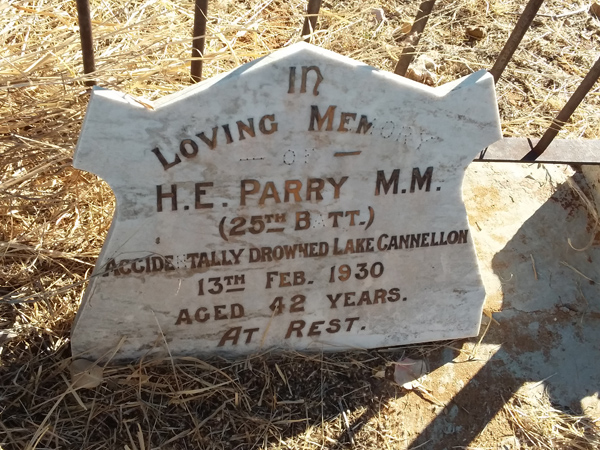 IN
LOVING MEMORY
— OF —
H.E. PARRY M.M.
(25TH BATT.)
ACCIDENTALLY DROWNED LAKE CANNELLON
13TH FEB. 1930
AGED 42 YEARS.
AT REST.